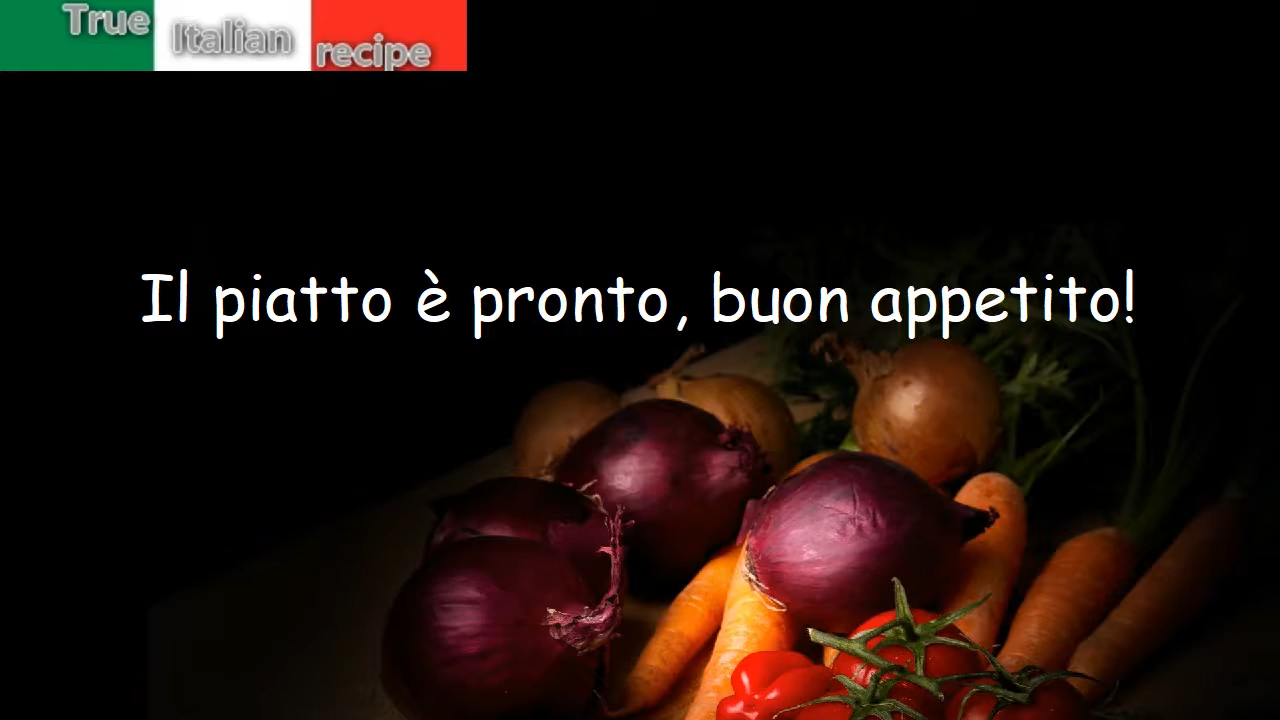 True
Italian
recipe
Il piatto è pronto, buon appetito!